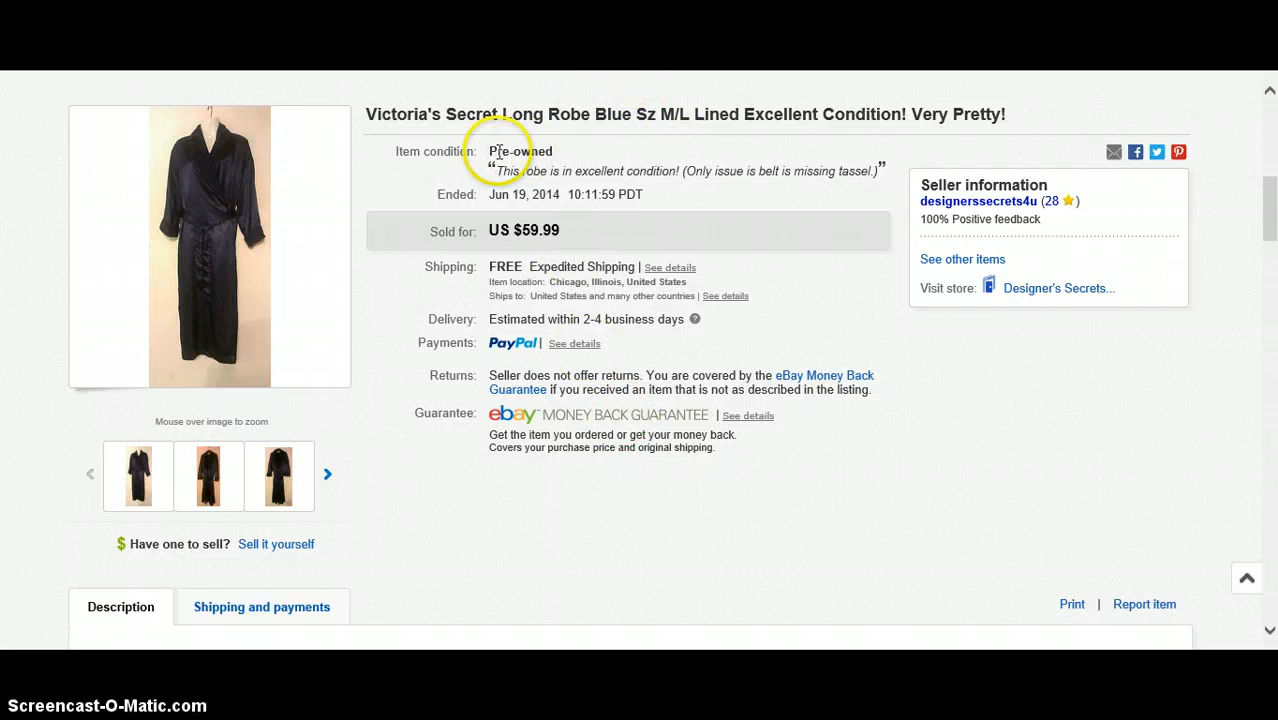 Victoria's Secret Long Robe Blue Sz M/L Lined Excellent Condition! Very Pretty!
Item condition: Pre-owned
“This robe is in excellent condition! (Only issue is belt is missing tassel.)”
Ended: Jun 19, 2014 10:11:59 PDT
Sold for: US $59.99
Shipping: FREE Expedited Shipping | See details
Item location: Chicago, Illinois, United States
Ships to: United States and many other countries | See details
Delivery: Estimated within 2-4 business days ?
Payments: PayPal | See details
Returns: Seller does not offer returns. You are covered by the eBay Money Back
Guarantee if you received an item that is not as described in the listing.
Guarantee: ebay MONEY BACK GUARANTEE | See details
Get the item you ordered or get your money back.
Covers your purchase price and original shipping.
Seller information
designerssecrets4u (28 ★)
100% Positive feedback
See other items
Visit store: Designer's Secrets...
Mouse over image to zoom
$ Have one to sell? Sell it yourself
Description
Shipping and payments
Print | Report item
Screencast-O-Matic.com